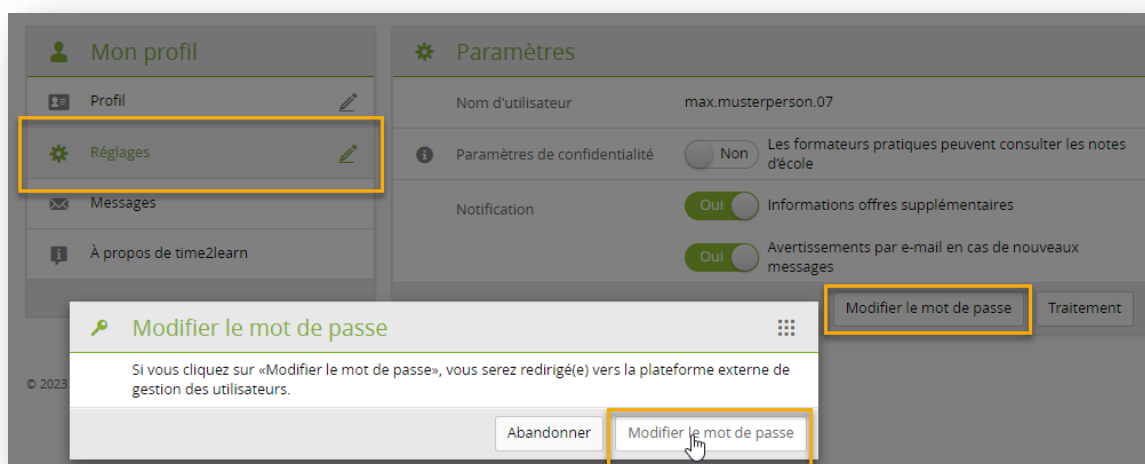 Mon profil
Profil
Réglages
Messages
À propos de time2learn
Paramètres
Nom d'utilisateur
max.musterperson.07
Paramètres de confidentialité
Non
Les formateurs pratiques peuvent consulter les notes
d'école
Notification
Oui
Informations offres supplémentaires
Oui
Avertissements par e-mail en cas de nouveaux
messages
Modifier le mot de passe
Traitement
© 2023
Modifier le mot de passe
Si vous cliquez sur «Modifier le mot de passe», vous serez redirigé(e) vers la plateforme externe de
gestion des utilisateurs.
Abandonner
Modifier le mot de passe